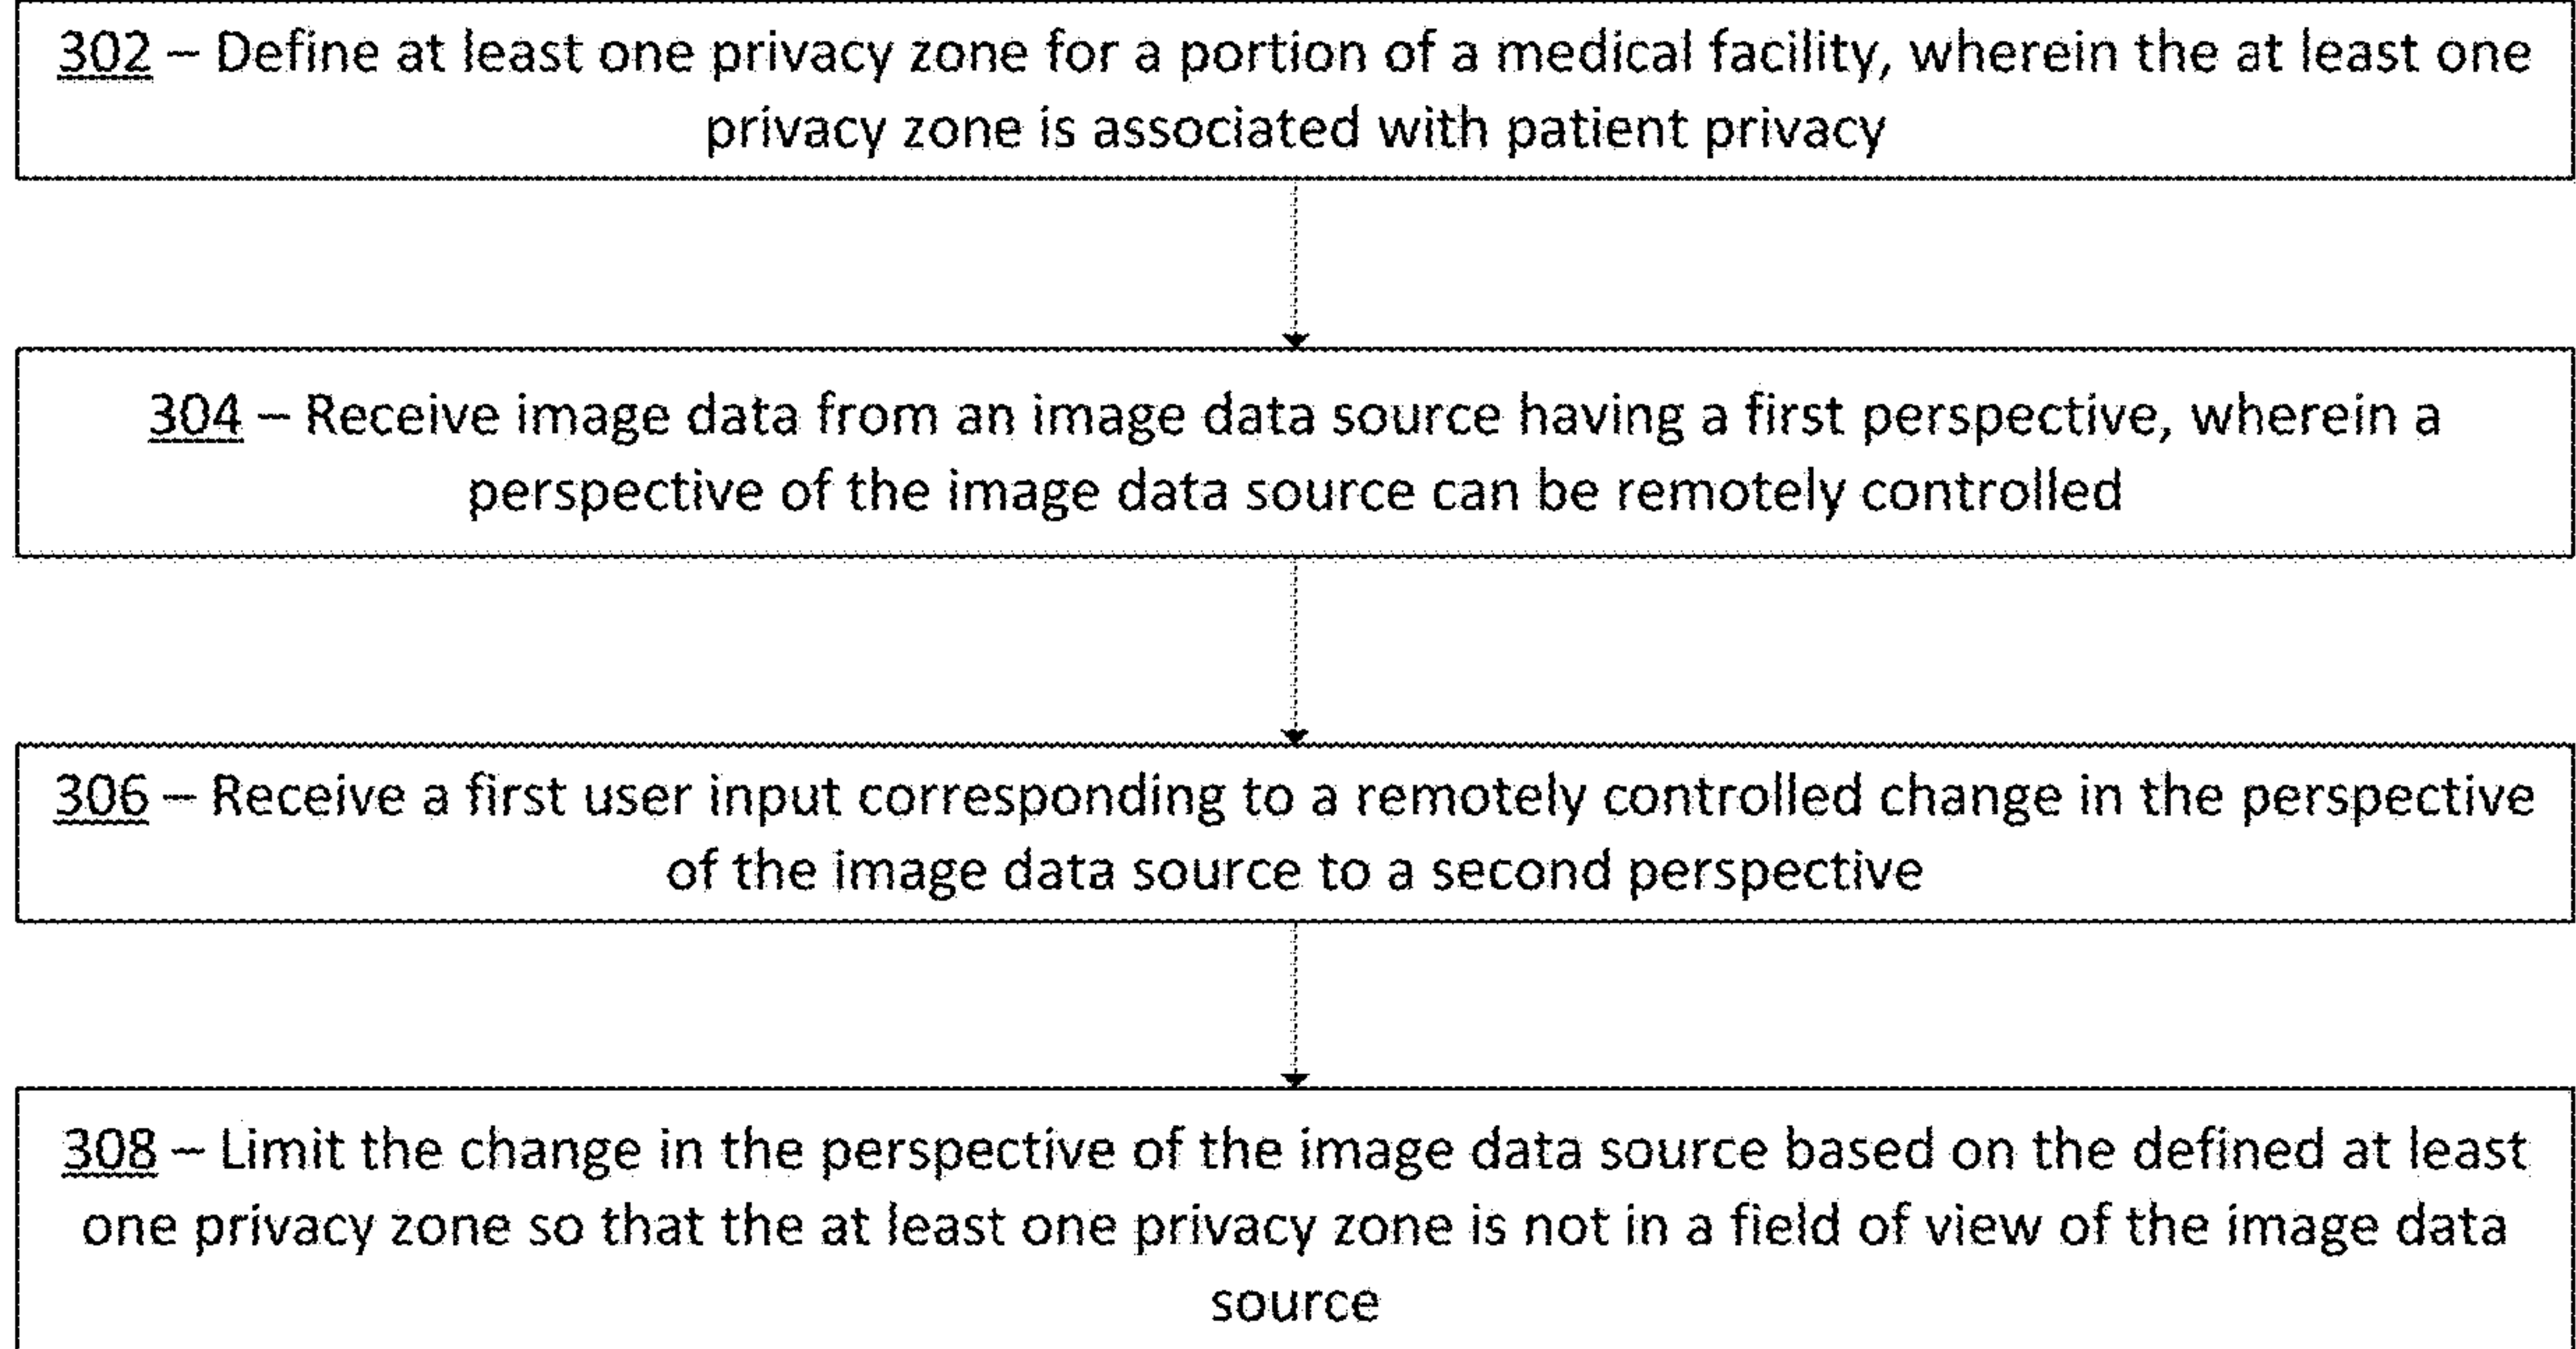 302 – Define at least one privacy zone for a portion of a medical facility, wherein the at least one
privacy zone is associated with patient privacy
304 – Receive image data from an image data source having a first perspective, wherein a
perspective of the image data source can be remotely controlled
306 – Receive a first user input corresponding to a remotely controlled change in the perspective
of the image data source to a second perspective
308 – Limit the change in the perspective of the image data source based on the defined at least
one privacy zone so that the at least one privacy zone is not in a field of view of the image data
source